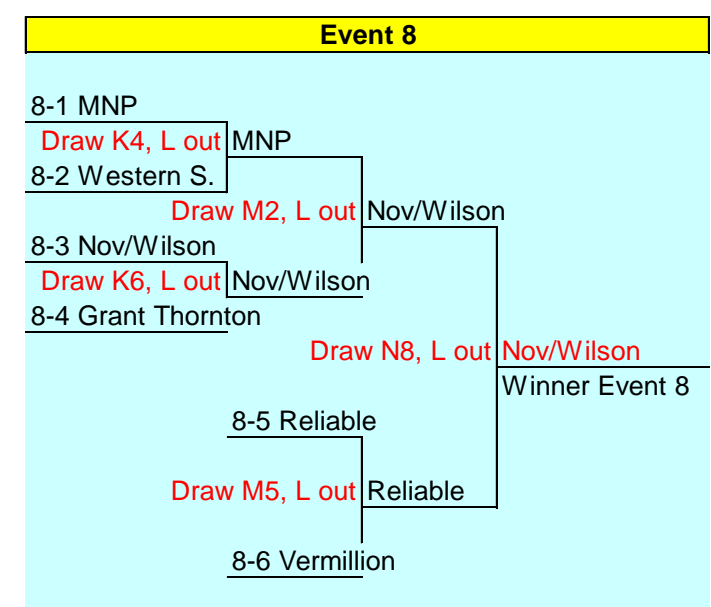 Event 8
8-1 MNP
Draw K4, L out MNP
8-2 Western S.
Draw M2, L out Nov/Wilson
8-3 Nov/Wilson
Draw K6, L out Nov/Wilson
8-4 Grant Thornton
Draw N8, L out Nov/Wilson
Winner Event 8
8-5 Reliable
Draw M5, L out Reliable
8-6 Vermillion